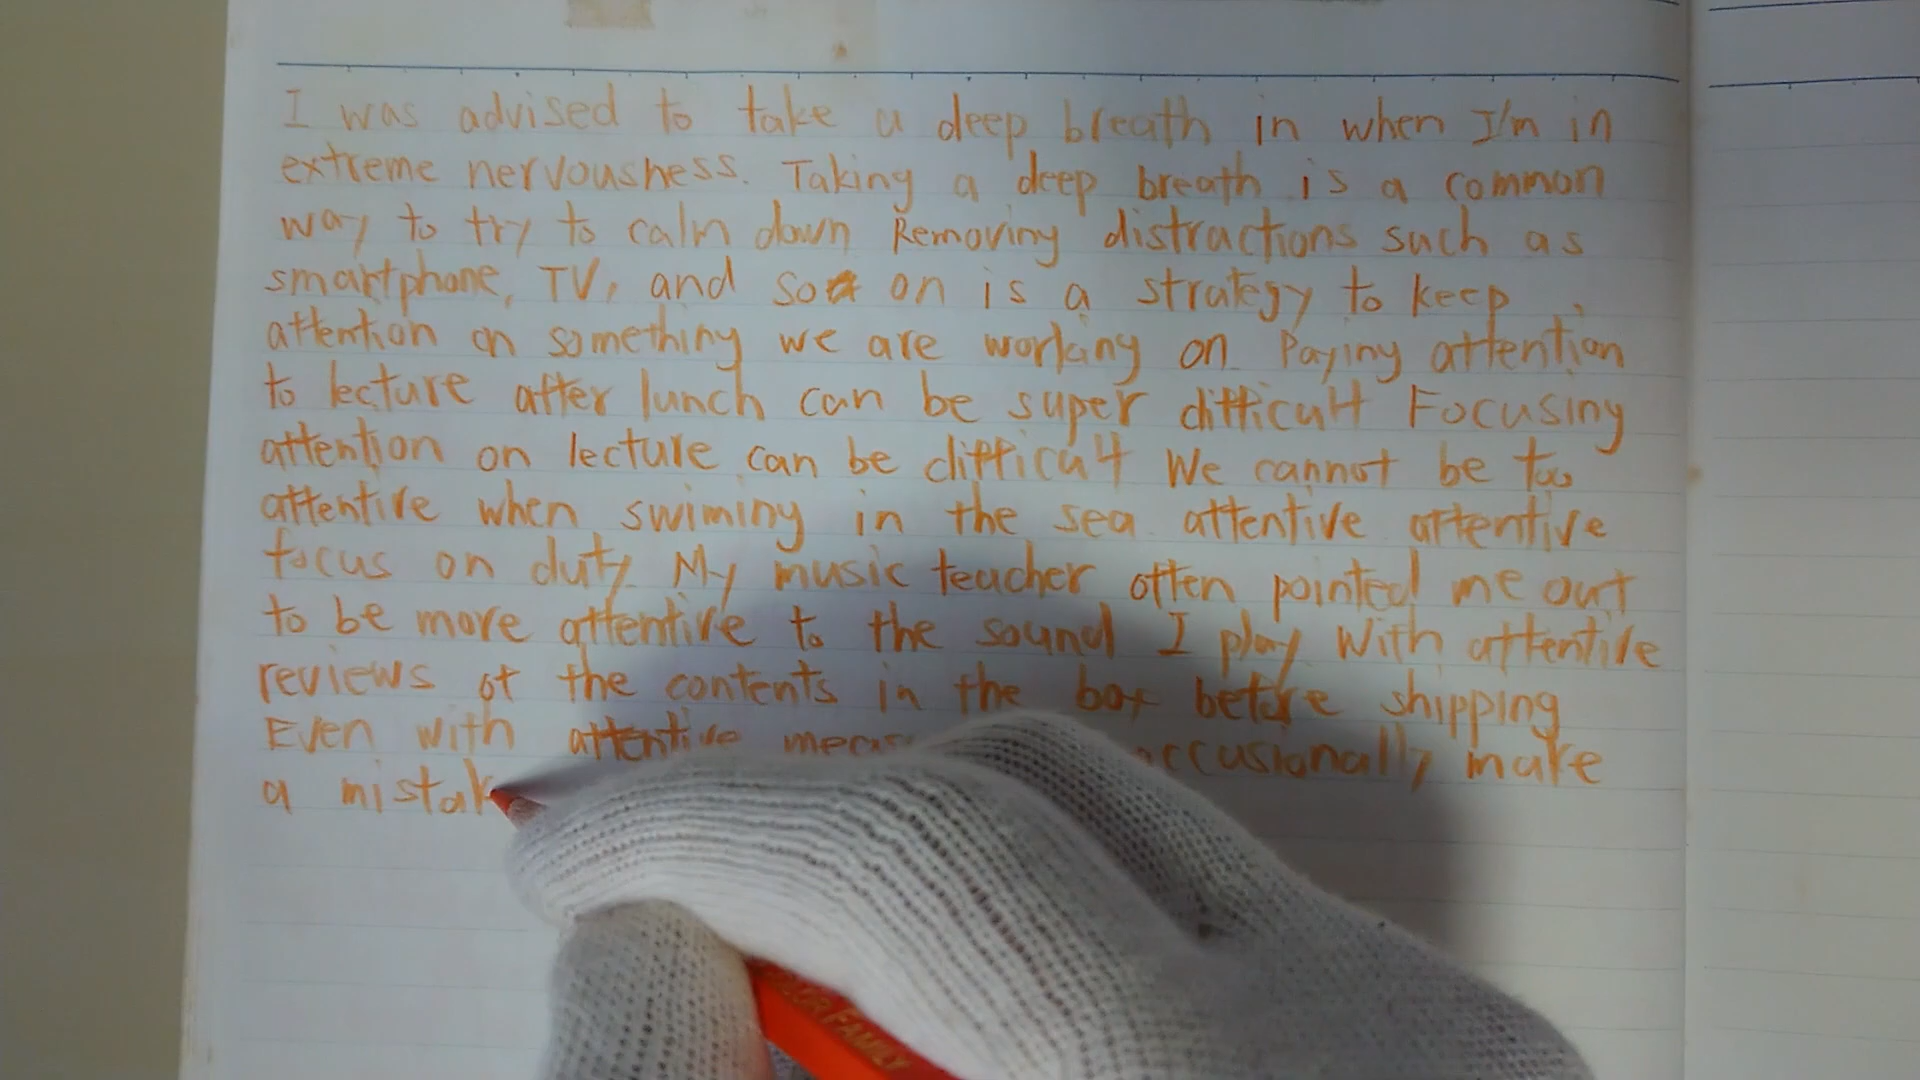 I was advised to take a deep breath in when I'm in
extreme nervousness. Taking a deep breath is a common
way to try to calm down Removing distractions such as
smartphone, TV, and so on is a strategy to keep
attention on something we are working on Paying attention
to lecture after lunch can be super difficult Focusing
attention on lecture can be difficult We cannot be too
attentive when swiming in the sea. attentive attentive
focus on duty. My music teacher often pointed me out
to be more attentive to the sound I play With attentive
reviews of the contents in the box before shipping
Even with attentive make
a
FAMILY